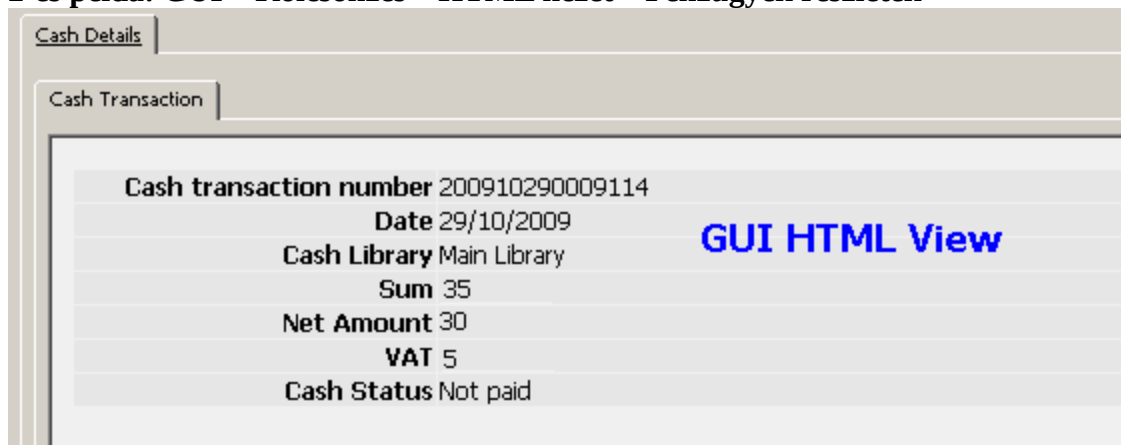 Cash Details
Cash Transaction
Cash transaction number 200910290009114
Date 29/10/2009
GUI HTML View
Cash Library Main Library
Sum 35
Net Amount 30
VAT 5
Cash Status Not paid